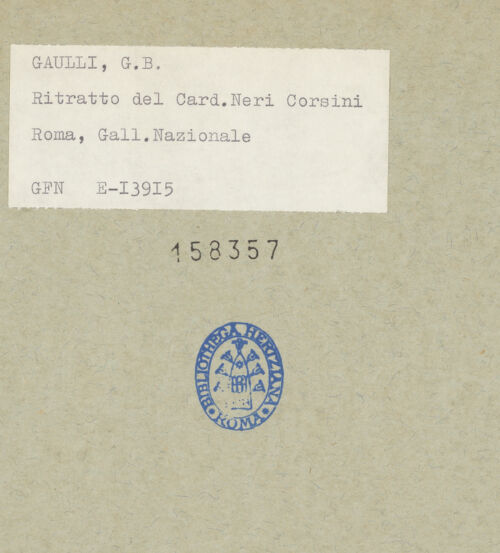 GAULLI, G.B.
Ritratto del Card.Neri Corsini
Roma, Gall.Nazionale
GFN E-I39I5
158357
BIBLIOTHECA HERTZIANA
ROMA